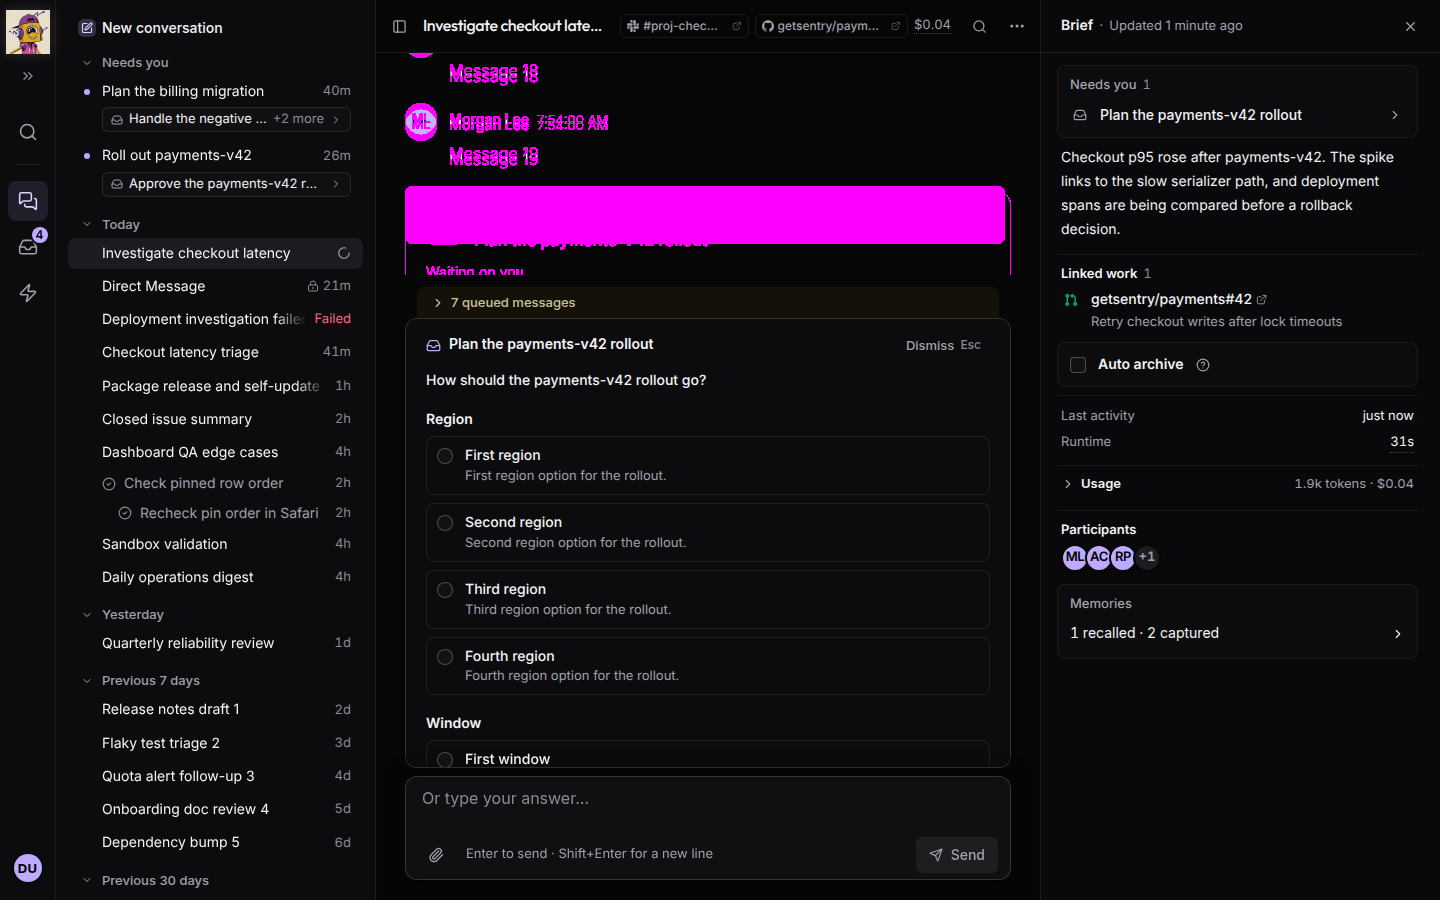 New conversation
Needs you
Plan the billing migration 40m
Handle the negative ... +2 more
Roll out payments-v42 26m
Approve the payments-v42 r...
Today
Investigate checkout latency
Direct Message 21m
Deployment investigation failed Failed
Checkout latency triage 41m
Package release and self-update 1h
Closed issue summary 2h
Dashboard QA edge cases 4h
Check pinned row order 2h
Recheck pin order in Safari 2h
Sandbox validation 4h
Daily operations digest 4h
Yesterday
Quarterly reliability review 1d
Previous 7 days
Release notes draft 1 2d
Flaky test triage 2 3d
Quota alert follow-up 3 4d
Onboarding doc review 4 5d
Dependency bump 5 6d
Previous 30 days
4
DU
Investigate checkout late... #proj-chec... getsentry/paym... $0.04
Message 18
ML Morgan Lee 7:54:00 AM
Message 19
Plan the payments-v42 rollout
Waiting on you
7 queued messages
Plan the payments-v42 rollout Dismiss Esc
How should the payments-v42 rollout go?
Region
First region
First region option for the rollout.
Second region
Second region option for the rollout.
Third region
Third region option for the rollout.
Fourth region
Fourth region option for the rollout.
Window
First window
Or type your answer...
Enter to send · Shift+Enter for a new line Send
Brief · Updated 1 minute ago
Needs you 1
Plan the payments-v42 rollout
Checkout p95 rose after payments-v42. The spike
links to the slow serializer path, and deployment
spans are being compared before a rollback
decision.
Linked work 1
getsentry/payments#42
Retry checkout writes after lock timeouts
Auto archive
Last activity just now
Runtime 31s
Usage 1.9k tokens · $0.04
Participants
ML AC RP +1
Memories
1 recalled · 2 captured